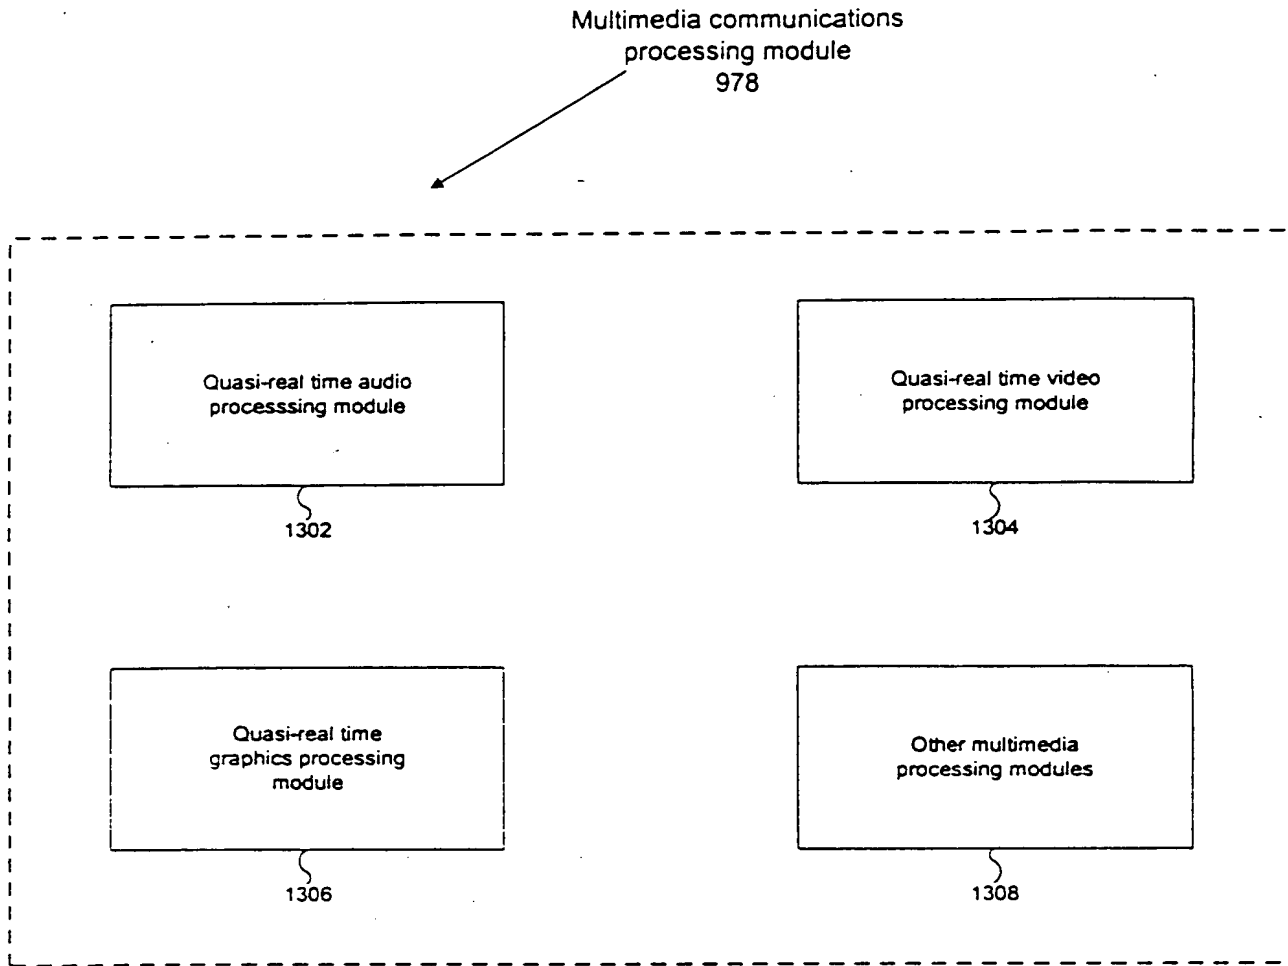 Multimedia communications
processing module
978
Quasi-real time audio
processsing module
1302
Quasi-real time video
processing module
1304
Quasi-real time
graphics processing
module
1306
Other multimedia
processing modules
1308